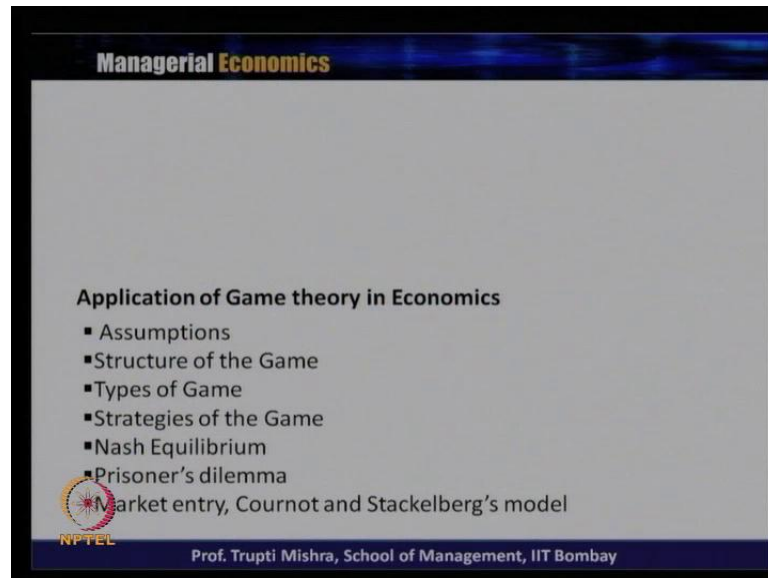 Managerial Economics
Application of Game theory in Economics
▪ Assumptions
▪Structure of the Game
▪Types of Game
▪Strategies of the Game
▪Nash Equilibrium
▪Prisoner's dilemma
Market entry, Cournot and Stackelberg's model
NPTEL
Prof. Trupti Mishra, School of Management, IIT Bombay